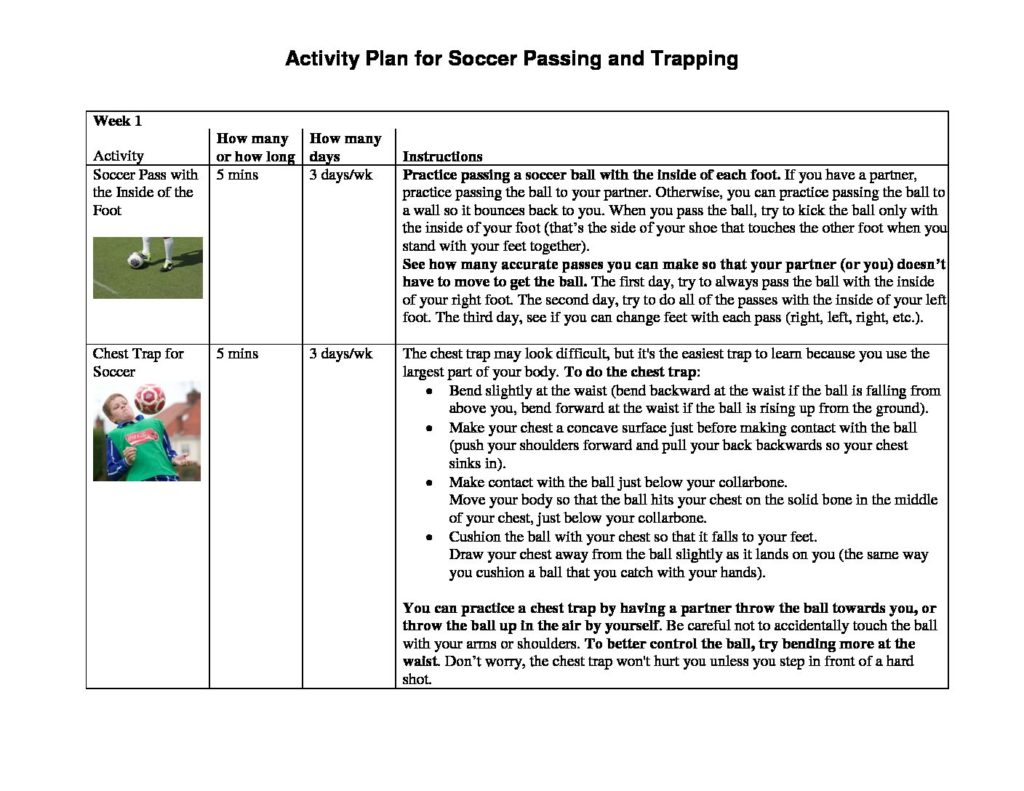 Activity Plan for Soccer Passing and Trapping
Week 1
Activity
How many
or how long
How many
days
Instructions
Soccer Pass with
the Inside of the
Foot
5 mins
3 days/wk
Practice passing a soccer ball with the inside of each foot. If you have a partner,
practice passing the ball to your partner. Otherwise, you can practice passing the ball to
a wall so it bounces back to you. When you pass the ball, try to kick the ball only with
the inside of your foot (that’s the side of your shoe that touches the other foot when you
stand with your feet together).
See how many accurate passes you can make so that your partner (or you) doesn’t
have to move to get the ball. The first day, try to always pass the ball with the inside
of your right foot. The second day, try to do all of the passes with the inside of your left
foot. The third day, see if you can change feet with each pass (right, left, right, etc.).
Chest Trap for
Soccer
5 mins
3 days/wk
The chest trap may look difficult, but it's the easiest trap to learn because you use the
largest part of your body. To do the chest trap:
• Bend slightly at the waist (bend backward at the waist if the ball is falling from
above you, bend forward at the waist if the ball is rising up from the ground).
• Make your chest a concave surface just before making contact with the ball
(push your shoulders forward and pull your back backwards so your chest
sinks in).
• Make contact with the ball just below your collarbone.
Move your body so that the ball hits your chest on the solid bone in the middle
of your chest, just below your collarbone.
• Cushion the ball with your chest so that it falls to your feet.
Draw your chest away from the ball slightly as it lands on you (the same way
you cushion a ball that you catch with your hands).
You can practice a chest trap by having a partner throw the ball towards you, or
throw the ball up in the air by yourself. Be careful not to accidentally touch the ball
with your arms or shoulders. To better control the ball, try bending more at the
waist. Don’t worry, the chest trap won't hurt you unless you step in front of a hard
shot.